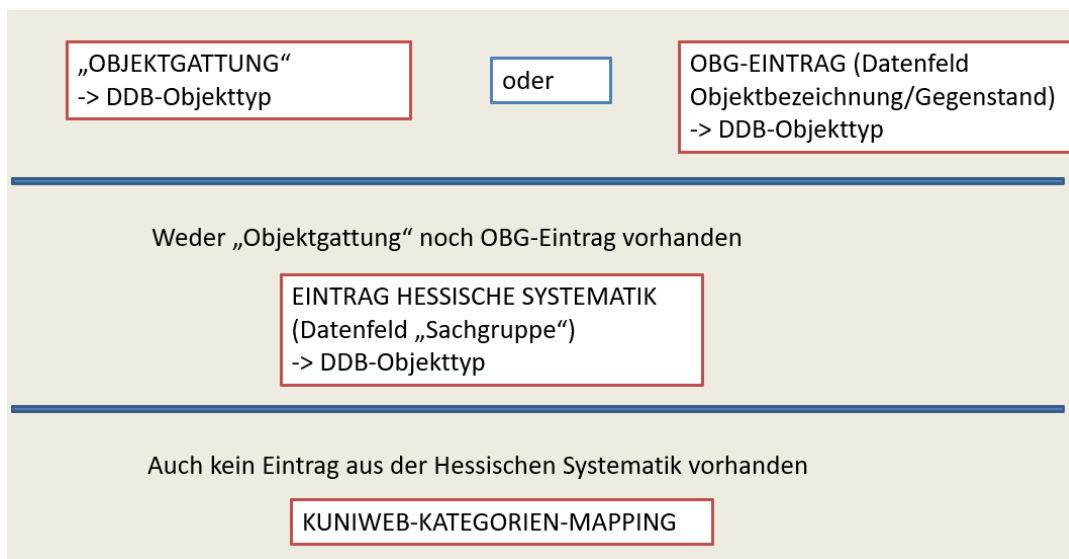 „OBJEKTGATTUNG“
-> DDB-Objekttyp
oder
OBG-EINTRAG (Datenfeld
Objektbezeichnung/Gegenstand)
-> DDB-Objekttyp
Weder „Objektgattung“ noch OBG-Eintrag vorhanden
EINTRAG HESSISCHE SYSTEMATIK
(Datenfeld „Sachgruppe“)
-> DDB-Objekttyp
Auch kein Eintrag aus der Hessischen Systematik vorhanden
KUNIWEB-KATEGORIEN-MAPPING